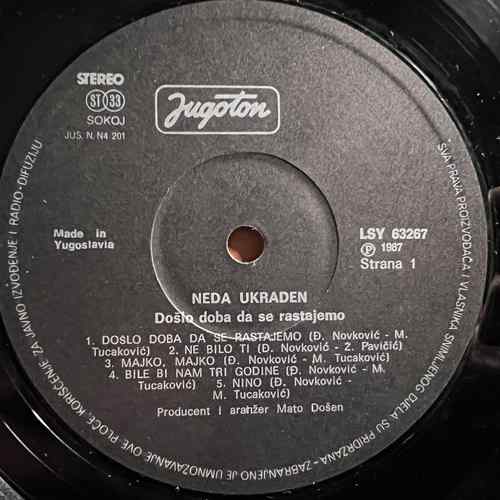 STEREO
ST 33
SOKOJ
JUS. N. N4 201
Jugoton
Made in
Yugoslavia
LSY 63267
Ⓟ 1987
Strana 1
NEDA UKRADEN
Došlo doba da se rastajemo
1. DOŠLO DOBA DA SE RASTAJEMO (Đ. Novković - M.
Tucaković) 2. NE BILO TI (Đ. Novković - Ž. Pavičić)
3. MAJKO, MAJKO (Đ. Novković - M. Tucaković)
4. BILE BI NAM TRI GODINE (Đ. Novković - M.
Tucaković) 5. NINO (Đ. Novković -
M. Tucaković)
Producent i aranžer Mato Došen
SVA PRAVA PROIZVOĐAČA I VLASNIKA SNIMLJENOG DJELA SU PRIDRŽANA - ZABRANJENO JE UMNOŽAVANJE OVE PLOČE, KORIŠĆENJE ZA JAVNO IZVOĐENJE I RADIO-DIFUZIJU